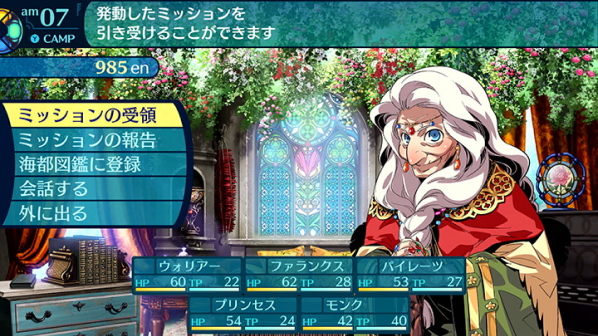 am07
CAMP
発動したミッションを
引き受けることができます
985en
ミッションの受領
ミッションの報告
海都図鑑に登録
会話する
外に出る
ウォリアー
HP 60 TP 22
ファランクス
HP 62 TP 28
パイレーツ
HP 53 TP 27
プリンセス
HP 54 TP 24
モンク
HP 42 TP 40